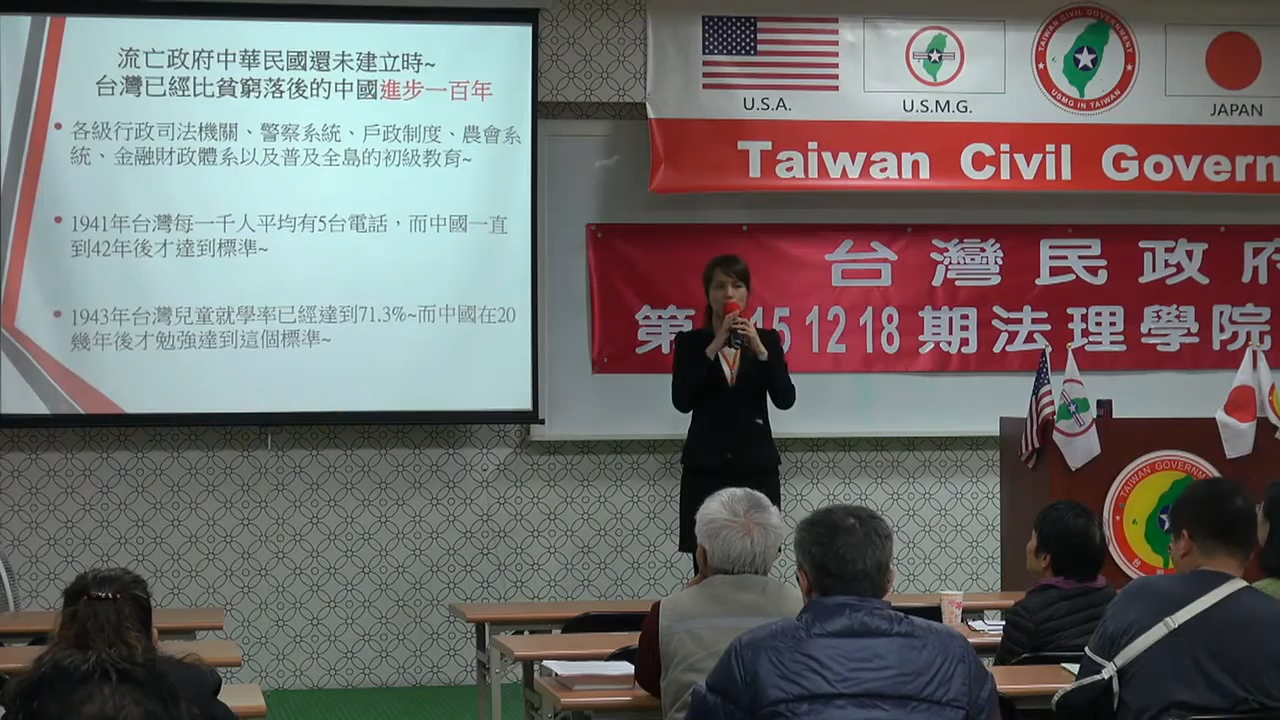 流亡政府中華民國還未建立時~
台灣已經比貧窮落後的中國進步一百年
• 各級行政司法機關、警察系統、戶政制度、農會系
統、金融財政體系以及普及全島的初級教育~
• 1941年台灣每一千人平均有5台電話，而中國一直
到42年後才達到標準~
• 1943年台灣兒童就學率已經達到71.3%~而中國在20
幾年後才勉強達到這個標準~
U.S.A.
U.S.M.G.
TAIWAN CIVIL GOVERNMENT
USMG IN TAIWAN
JAPAN
Taiwan Civil Govern
台灣民政府
第 15 12 18 期法理學院
TAIWAN GOVERNM